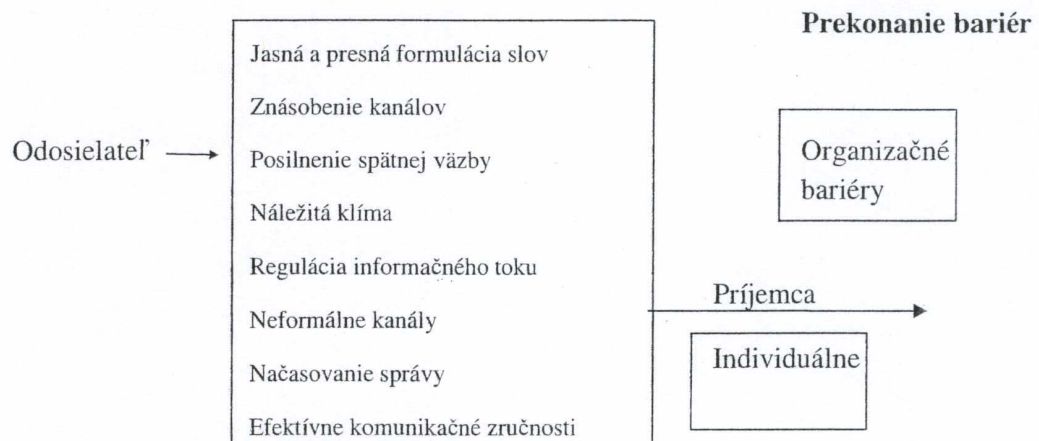 Prekonanie bariér
Odosielateľ
Jasná a presná formulácia slov
Znásobenie kanálov
Posilnenie spätnej väzby
Náležitá klíma
Regulácia informačného toku
Neformálne kanály
Načasovanie správy
Efektívne komunikačné zručnosti
Organizačné
bariéry
Príjemca
Individuálne